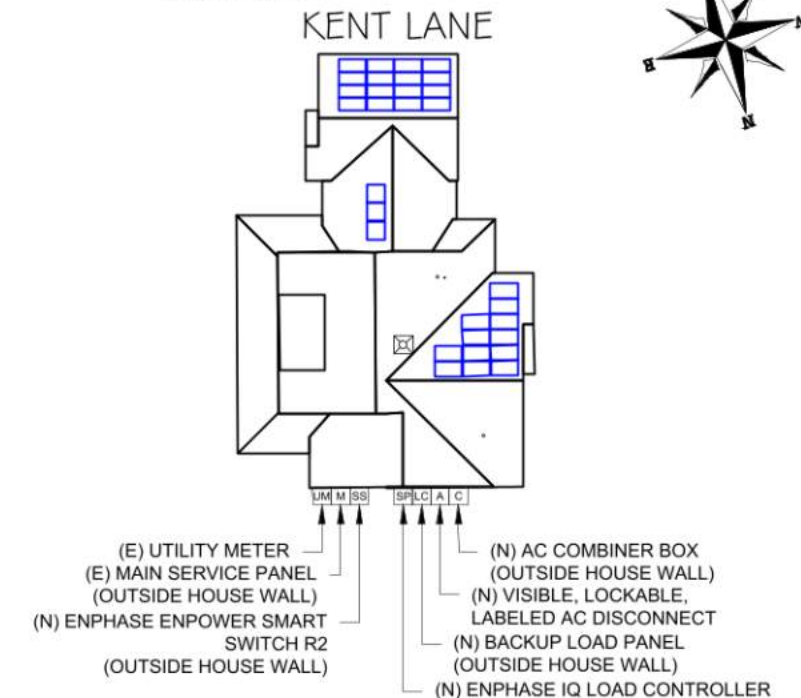 KENT LANE
E
N
UM M SS SP LC A C
(E) UTILITY METER
(E) MAIN SERVICE PANEL
(OUTSIDE HOUSE WALL)
(N) ENPHASE ENPOWER SMART
SWITCH R2
(OUTSIDE HOUSE WALL)
(N) AC COMBINER BOX
(OUTSIDE HOUSE WALL)
(N) VISIBLE, LOCKABLE,
LABELED AC DISCONNECT
(N) BACKUP LOAD PANEL
(OUTSIDE HOUSE WALL)
(N) ENPHASE IQ LOAD CONTROLLER